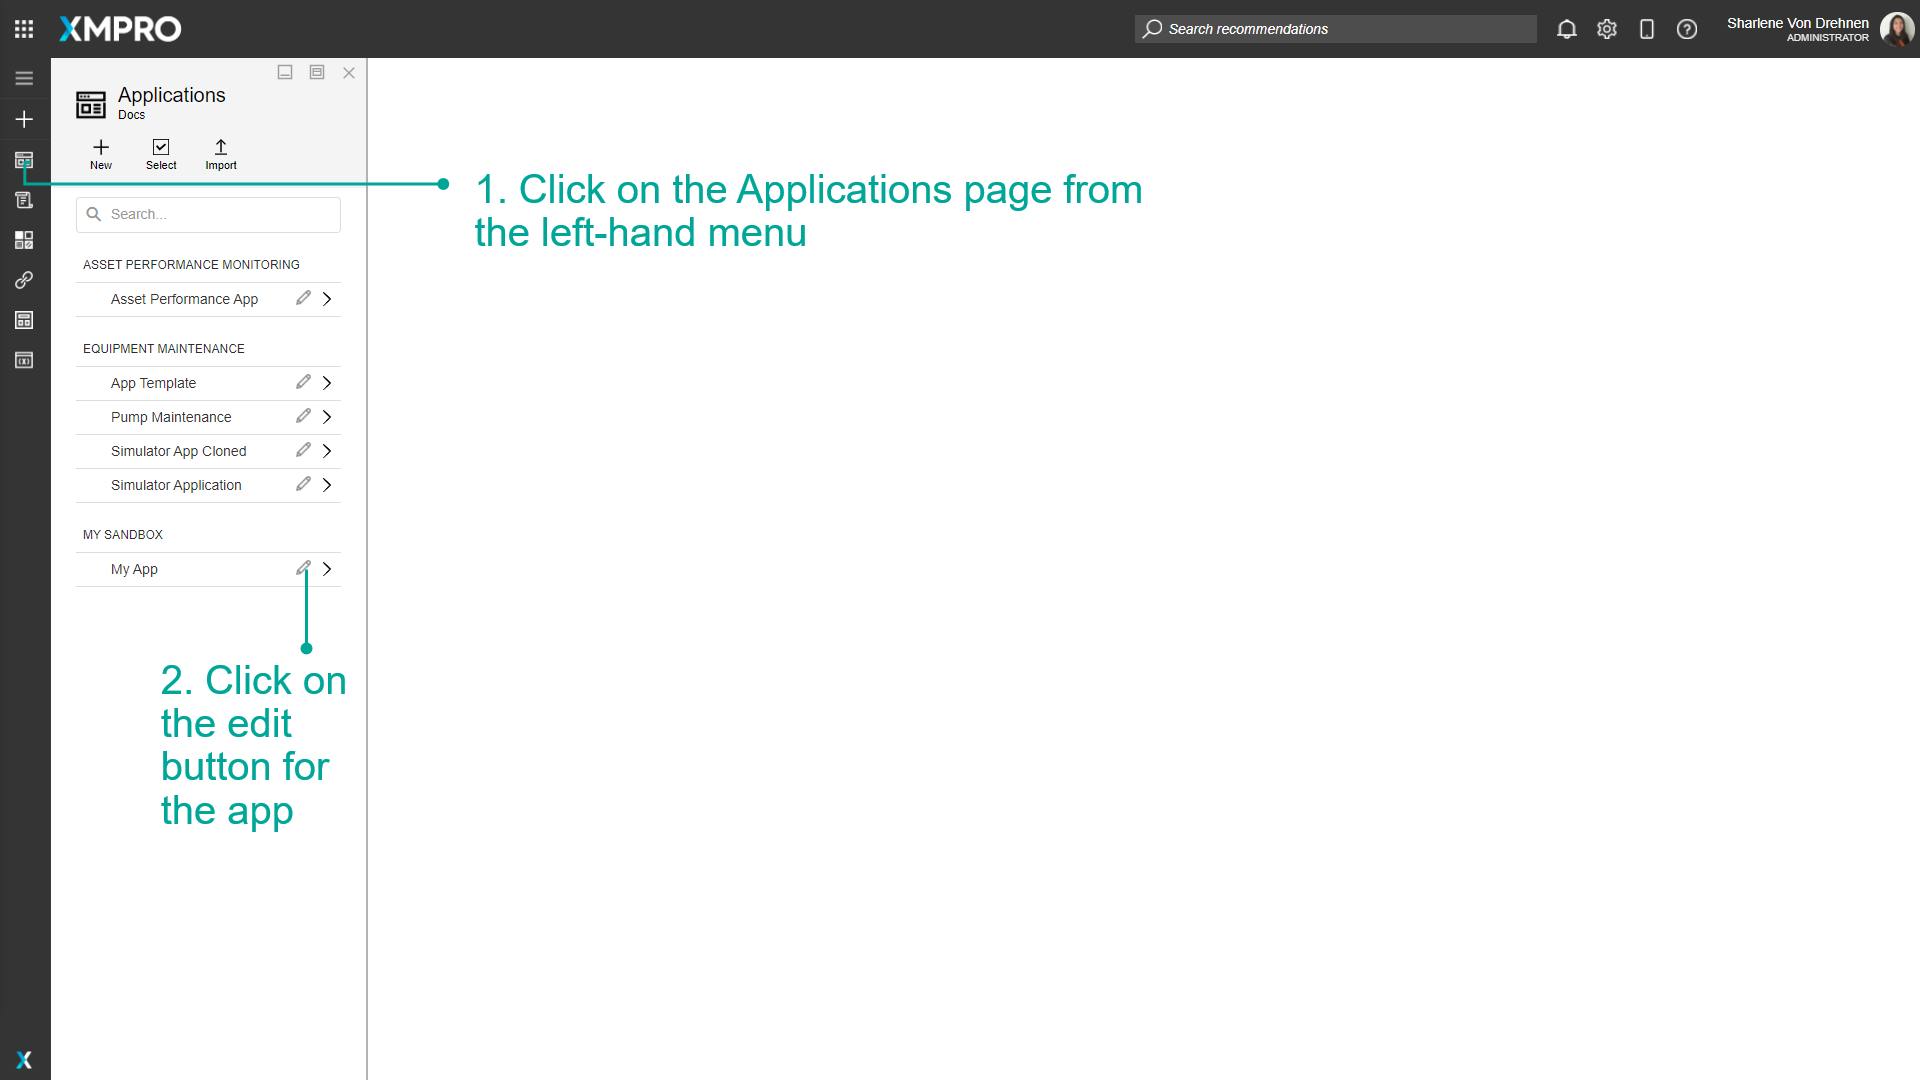 XMPRO
Search recommendations
Sharlene Von Drehnen
ADMINISTRATOR
Applications
Docs
New
Select
Import
1. Click on the Applications page from
the left-hand menu
Search...
ASSET PERFORMANCE MONITORING
Asset Performance App
EQUIPMENT MAINTENANCE
App Template
Pump Maintenance
Simulator App Cloned
Simulator Application
MY SANDBOX
My App
2. Click on
the edit
button for
the app